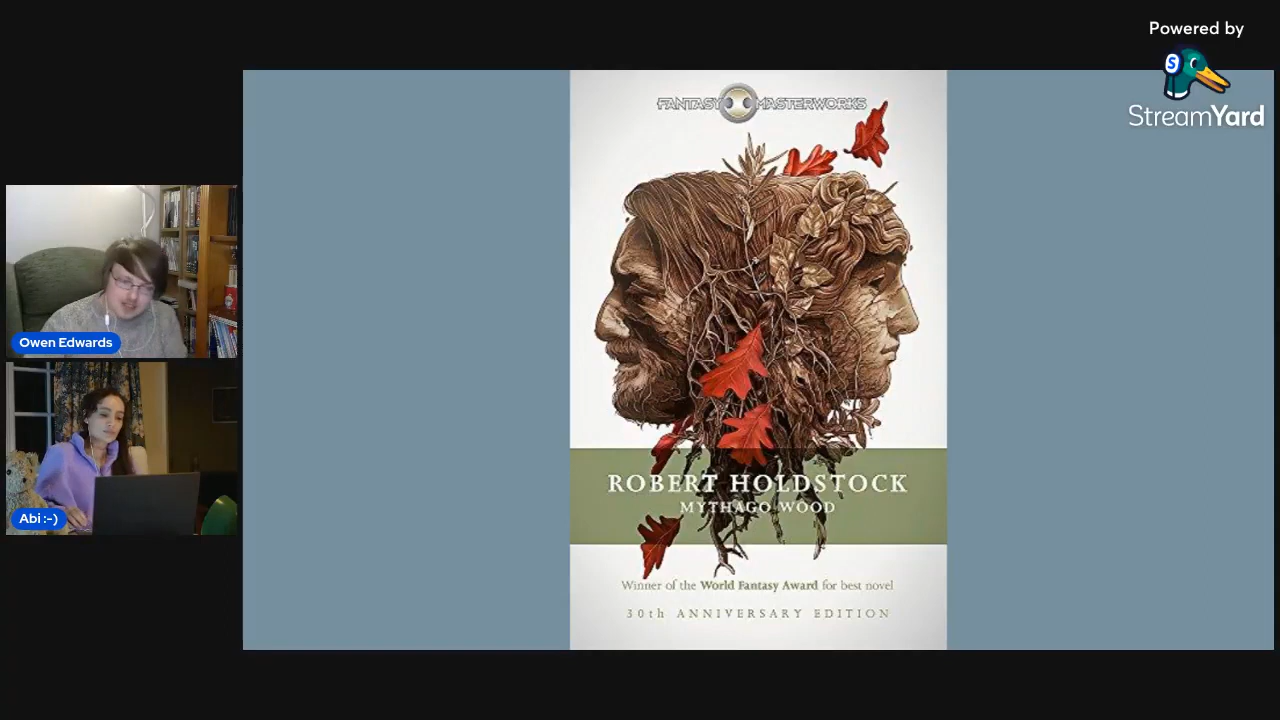 Powered by
StreamYard
FANTASY MASTERWORKS
ROBERT HOLDSTOCK
MYTHAGO WOOD
Winner of the World Fantasy Award for best novel
30th ANNIVERSARY EDITION
Owen Edwards
Abi :-)